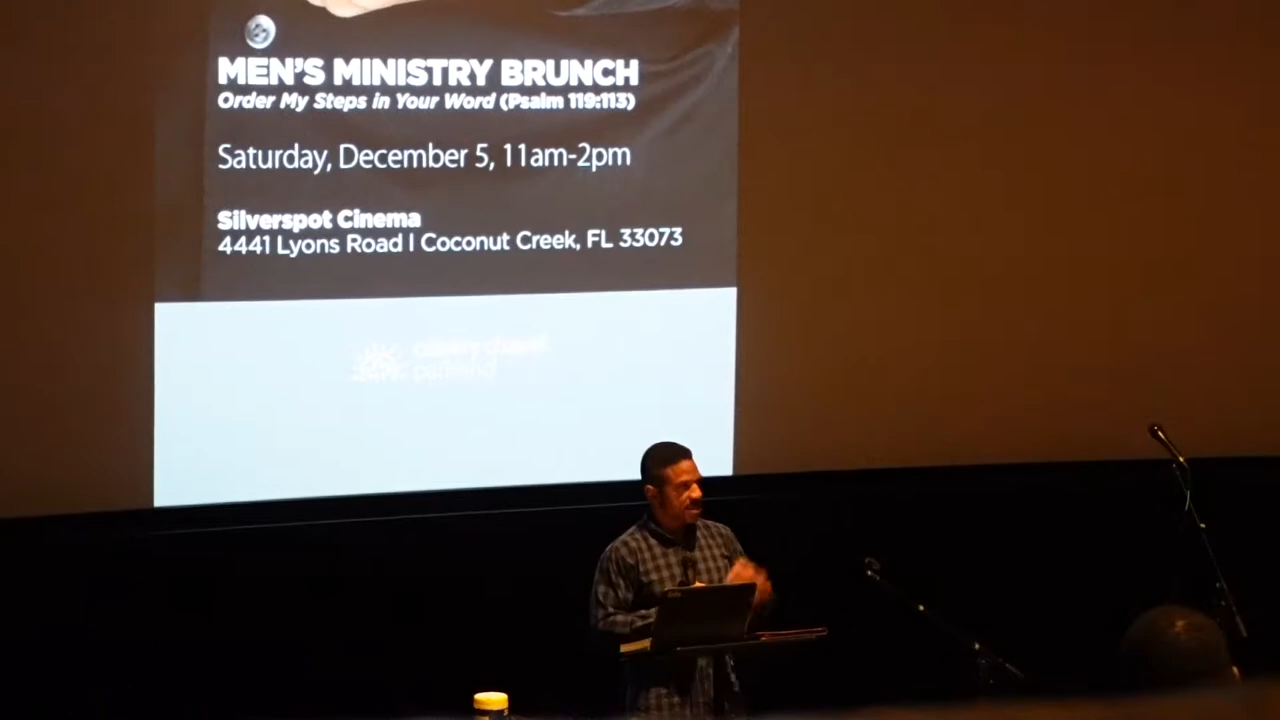 MEN'S MINISTRY BRUNCH
Order My Steps in Your Word (Psalm 119:113)
Saturday, December 5, 11am-2pm
Silverspot Cinema
4441 Lyons Road | Coconut Creek, FL 33073